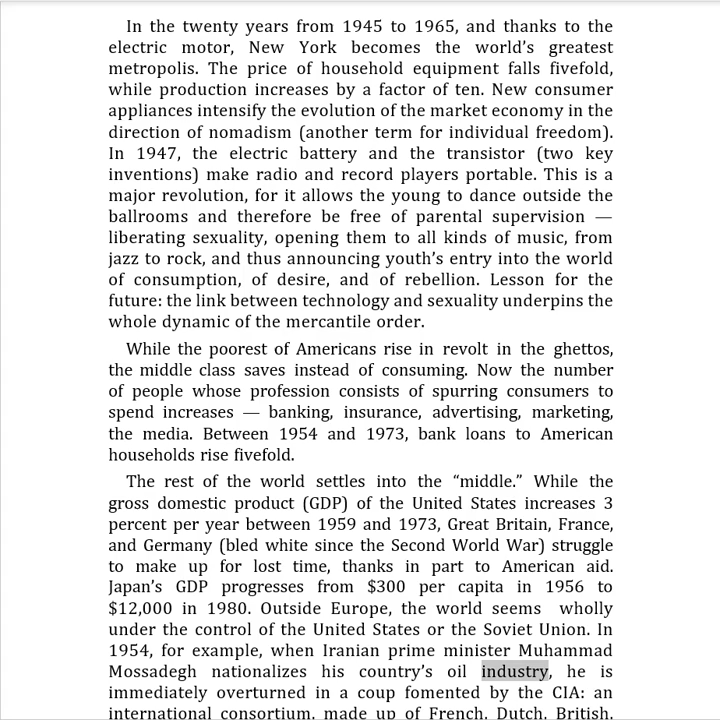 In the twenty years from 1945 to 1965, and thanks to the
electric motor, New York becomes the world’s greatest
metropolis. The price of household equipment falls fivefold,
while production increases by a factor of ten. New consumer
appliances intensify the evolution of the market economy in the
direction of nomadism (another term for individual freedom).
In 1947, the electric battery and the transistor (two key
inventions) make radio and record players portable. This is a
major revolution, for it allows the young to dance outside the
ballrooms and therefore be free of parental supervision —
liberating sexuality, opening them to all kinds of music, from
jazz to rock, and thus announcing youth’s entry into the world
of consumption, of desire, and of rebellion. Lesson for the
future: the link between technology and sexuality underpins the
whole dynamic of the mercantile order.
While the poorest of Americans rise in revolt in the ghettos,
the middle class saves instead of consuming. Now the number
of people whose profession consists of spurring consumers to
spend increases — banking, insurance, advertising, marketing,
the media. Between 1954 and 1973, bank loans to American
households rise fivefold.
The rest of the world settles into the “middle.” While the
gross domestic product (GDP) of the United States increases 3
percent per year between 1959 and 1973, Great Britain, France,
and Germany (bled white since the Second World War) struggle
to make up for lost time, thanks in part to American aid.
Japan’s GDP progresses from $300 per capita in 1956 to
$12,000 in 1980. Outside Europe, the world seems wholly
under the control of the United States or the Soviet Union. In
1954, for example, when Iranian prime minister Muhammad
Mossadegh nationalizes his country’s oil industry, he is
immediately overturned in a coup fomented by the CIA: an
international consortium, made up of French, Dutch, British,